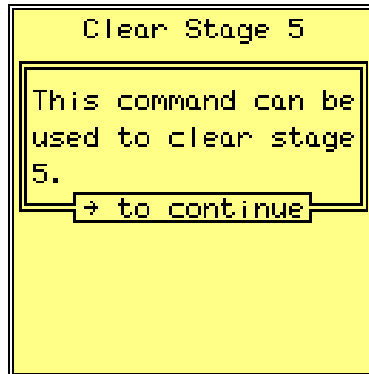 Clear Stage 5
This command can be
used to clear stage
5.
→ to continue